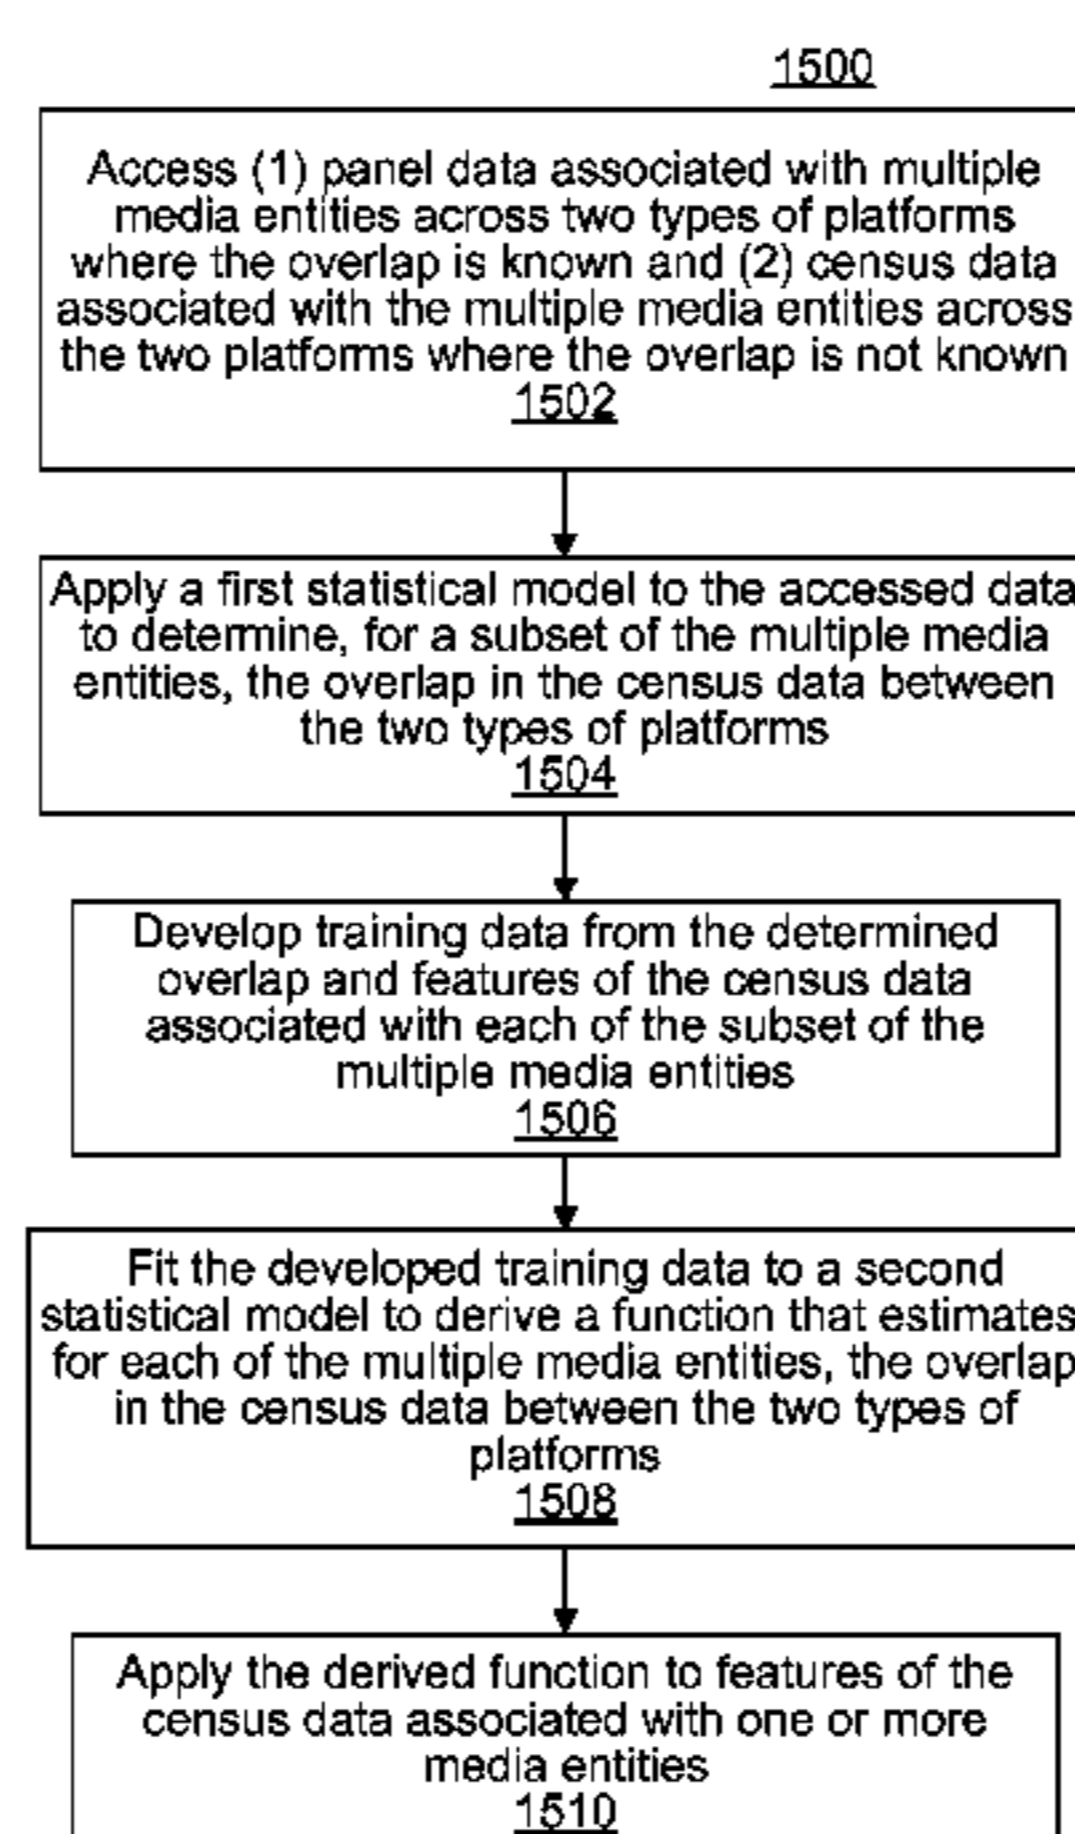 1500
Access (1) panel data associated with multiple
media entities across two types of platforms
where the overlap is known and (2) census data
associated with the multiple media entities across
the two platforms where the overlap is not known
1502
Apply a first statistical model to the accessed data
to determine, for a subset of the multiple media
entities, the overlap in the census data between
the two types of platforms
1504
Develop training data from the determined
overlap and features of the census data
associated with each of the subset of the
multiple media entities
1506
Fit the developed training data to a second
statistical model to derive a function that estimates
for each of the multiple media entities, the overlap
in the census data between the two types of
platforms
1508
Apply the derived function to features of the
census data associated with one or more
media entities
1510